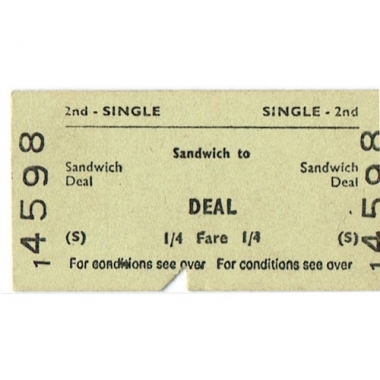 2nd - SINGLE SINGLE - 2nd
Sandwich to
Sandwich Sandwich
Deal Deal
DEAL
(S) 1/4 Fare 1/4 (S)
For conditions see over For conditions see over
14598
14598